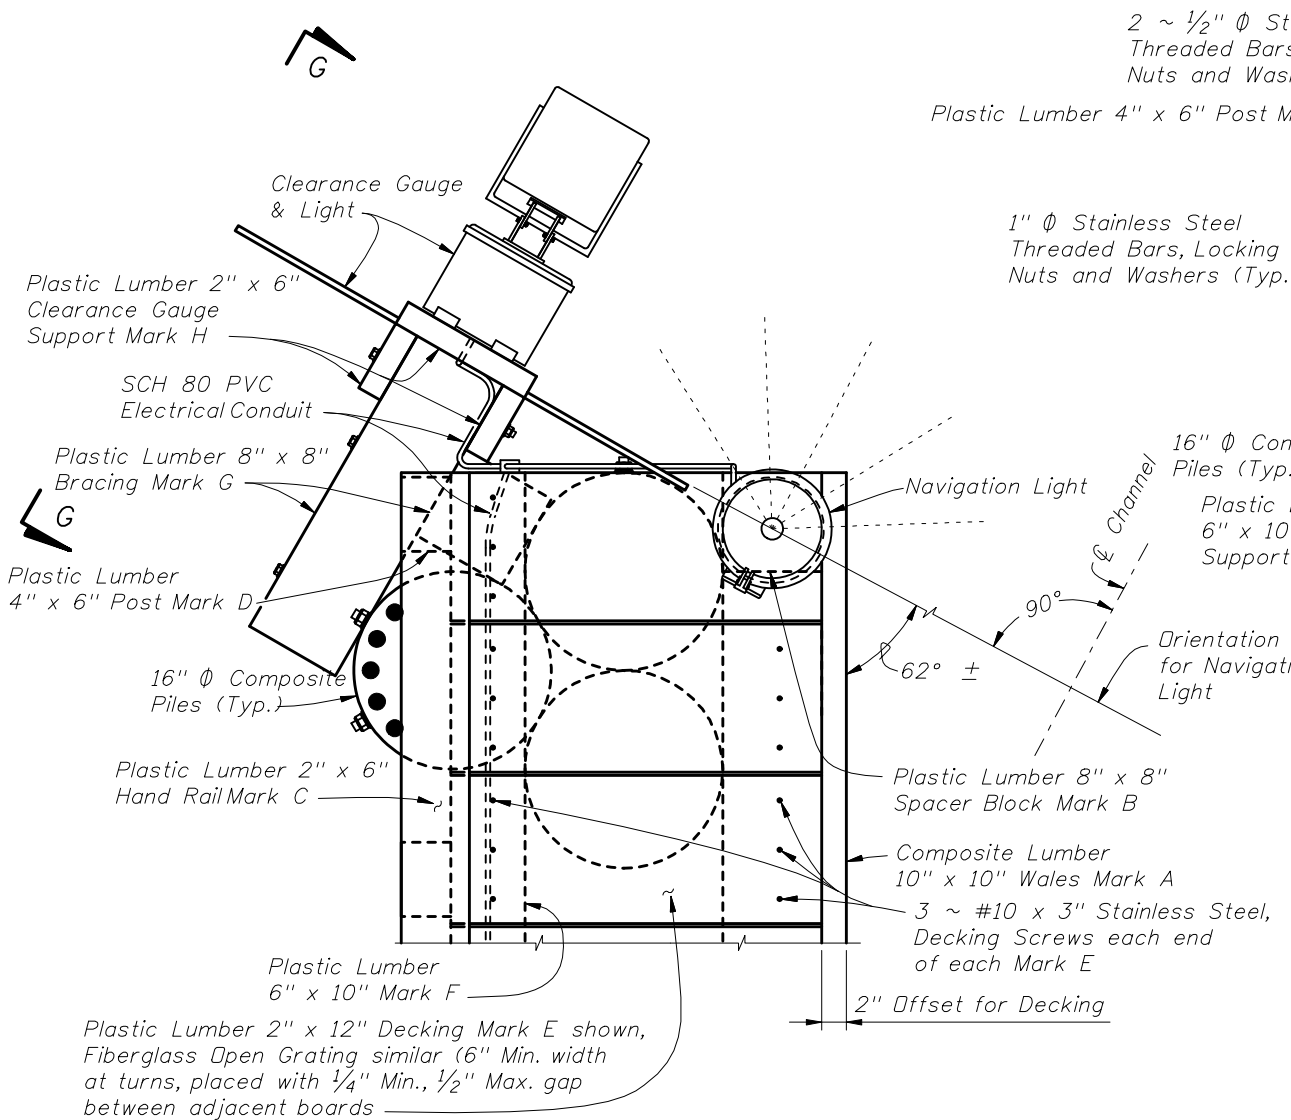 G
2 ~ 1/2" Φ St
Threaded Bars
Nuts and Wash
Plastic Lumber 4" x 6" Post M
Clearance Gauge
& Light
1" Φ Stainless Steel
Threaded Bars, Locking
Nuts and Washers (Typ.
Plastic Lumber 2" x 6"
Clearance Gauge
Support Mark H
SCH 80 PVC
Electrical Conduit
Plastic Lumber 8" x 8"
Bracing Mark G
G
Navigation Light
℄ Channel
16" Φ Con
Piles (Typ.
Plastic
6" x 10
Support
Plastic Lumber
4" x 6" Post Mark D
90°
62° ±
Orientation
for Navigati
Light
16" Φ Composite
Piles (Typ.)
Plastic Lumber 2" x 6"
Hand Rail Mark C
Plastic Lumber 8" x 8"
Spacer Block Mark B
Composite Lumber
10" x 10" Wales Mark A
3 ~ #10 x 3" Stainless Steel,
Decking Screws each end
of each Mark E
Plastic Lumber
6" x 10" Mark F
2" Offset for Decking
Plastic Lumber 2" x 12" Decking Mark E shown,
Fiberglass Open Grating similar (6" Min. width
at turns, placed with 1/4" Min., 1/2" Max. gap
between adjacent boards